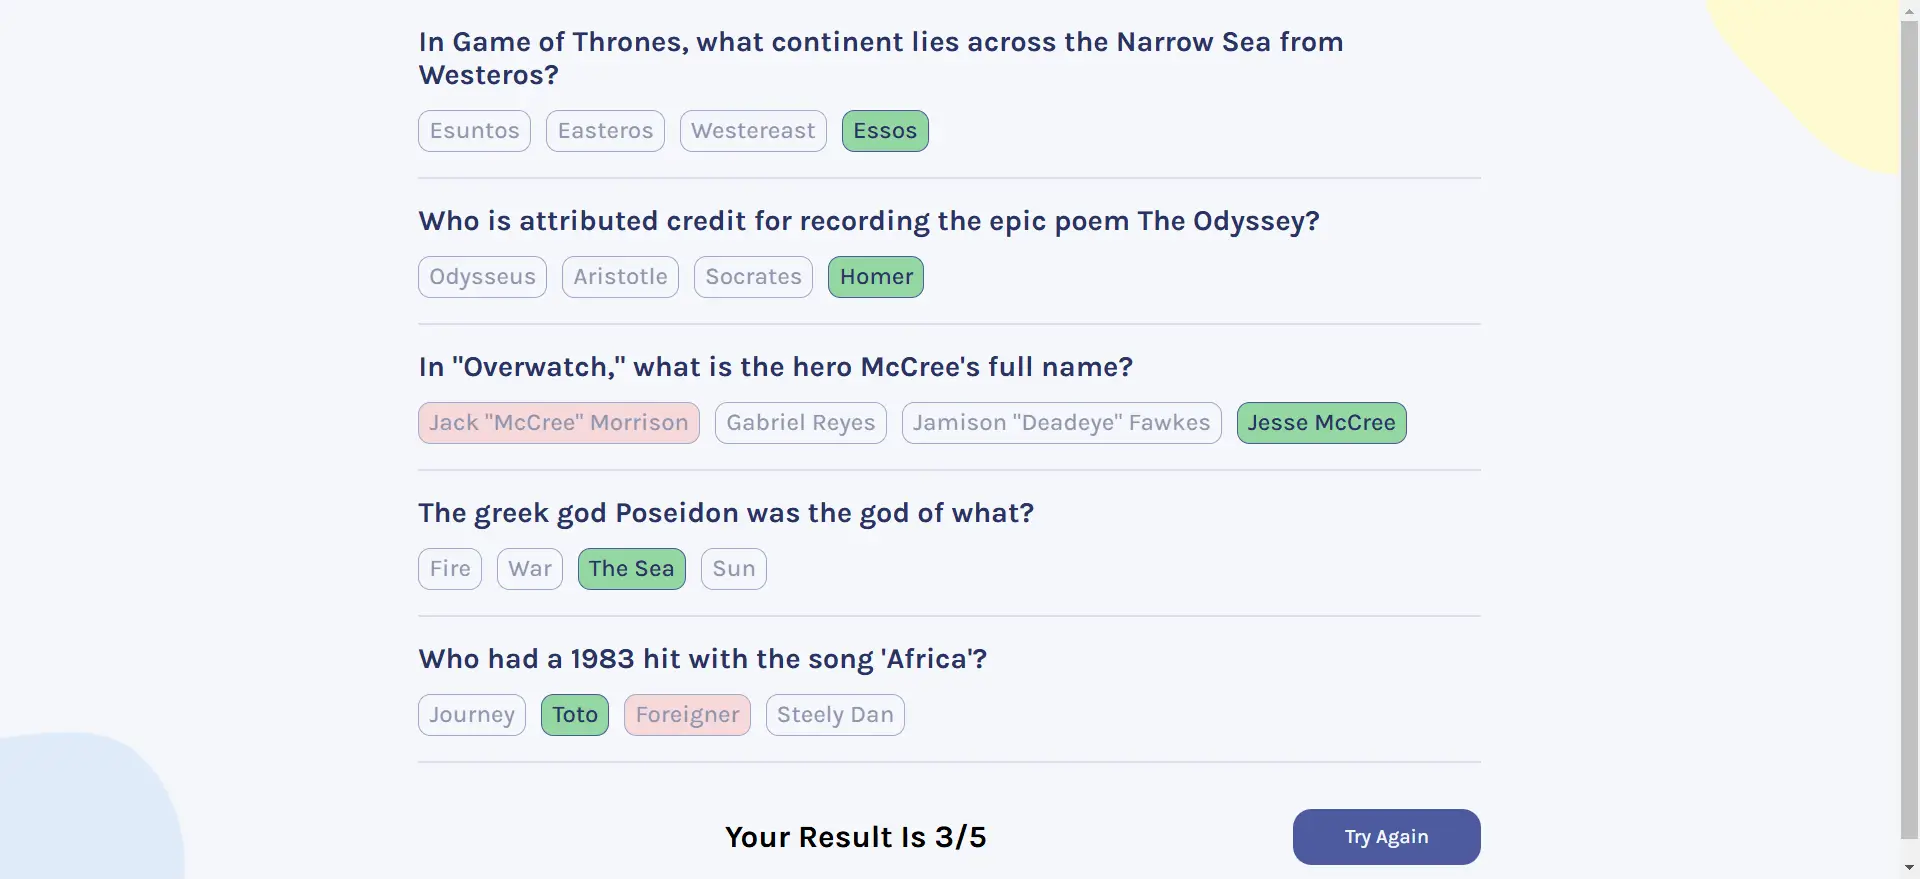 In Game of Thrones, what continent lies across the Narrow Sea from
Westeros?
Esuntos Easteros Westereast Essos
Who is attributed credit for recording the epic poem The Odyssey?
Odysseus Aristotle Socrates Homer
In "Overwatch," what is the hero McCree's full name?
Jack "McCree" Morrison Gabriel Reyes Jamison "Deadeye" Fawkes Jesse McCree
The greek god Poseidon was the god of what?
Fire War The Sea Sun
Who had a 1983 hit with the song 'Africa'?
Journey Toto Foreigner Steely Dan
Your Result Is 3/5 Try Again